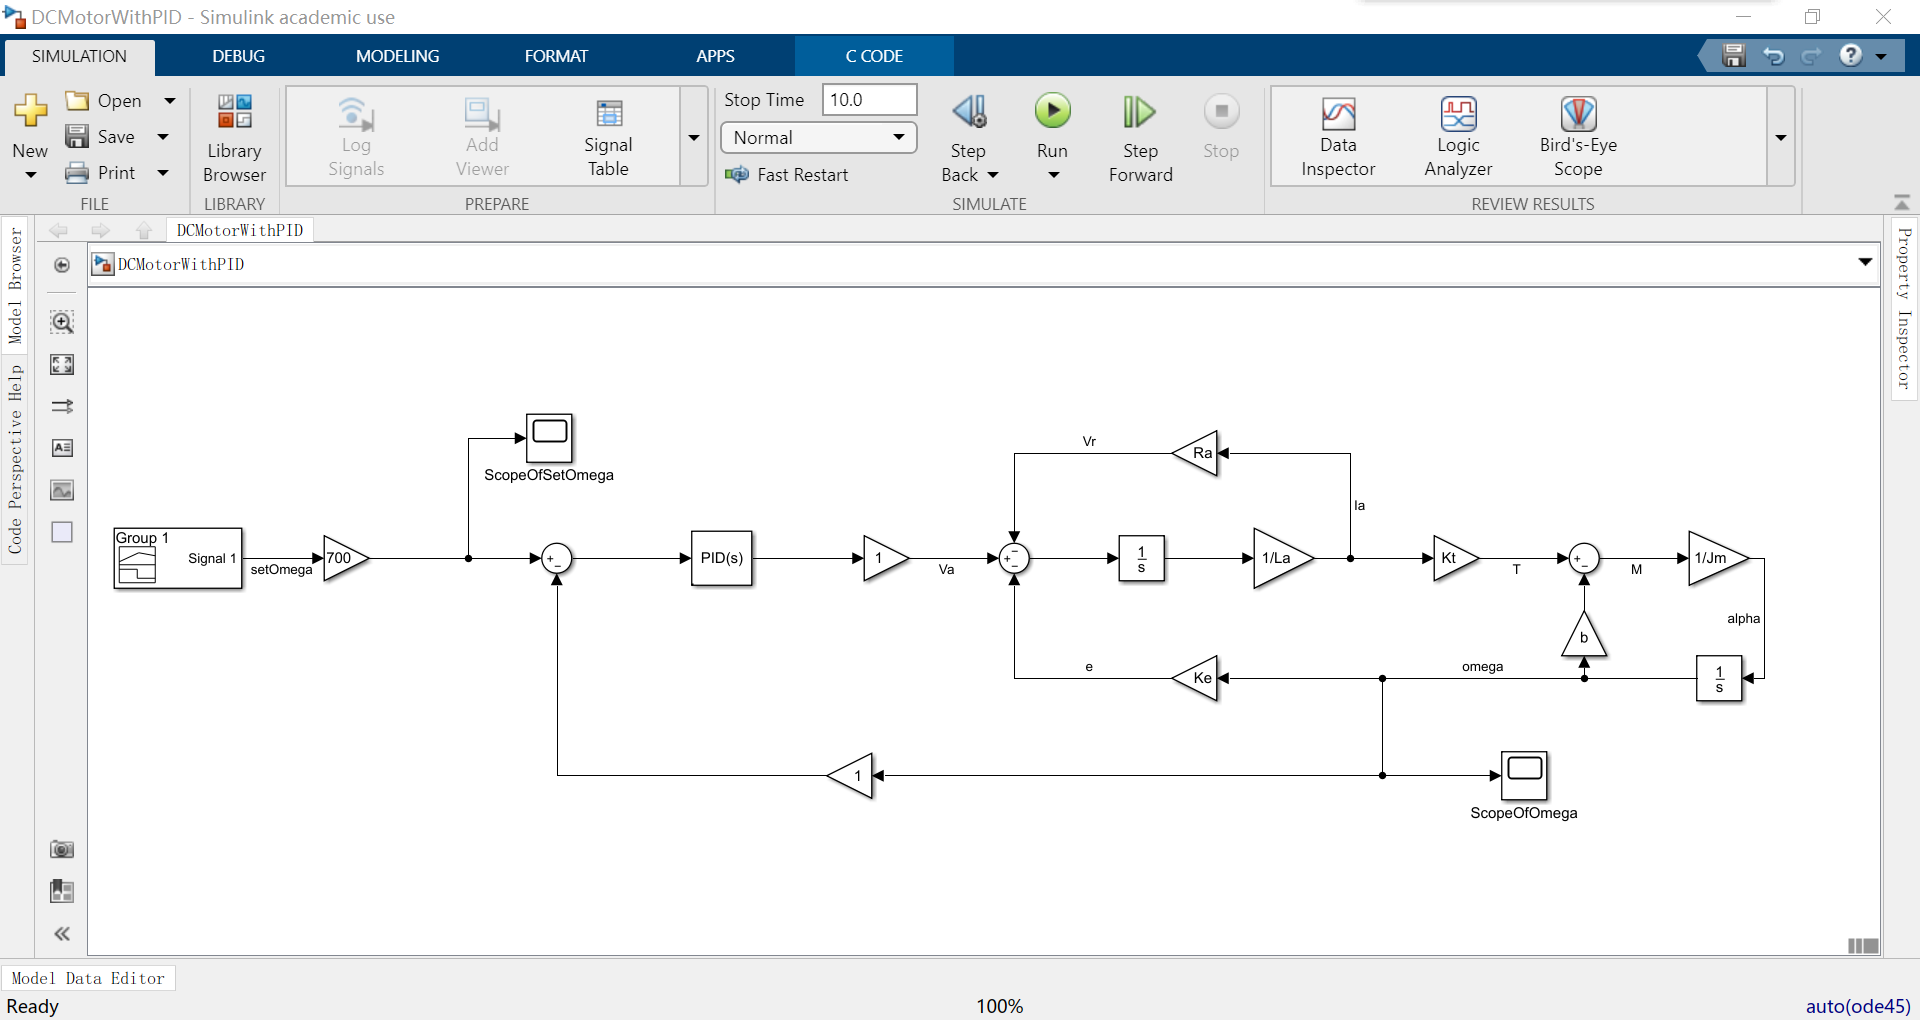 DCMotorWithPID - Simulink academic use
SIMULATION
DEBUG
MODELING
FORMAT
APPS
C CODE
New
Open
Save
Print
FILE
Library
Browser
LIBRARY
Log
Signals
Add
Viewer
Signal
Table
PREPARE
Stop Time
10.0
Normal
Fast Restart
Step
Back
Run
Step
Forward
Stop
SIMULATE
Data
Inspector
Logic
Analyzer
Bird's-Eye
Scope
REVIEW RESULTS
Model Browser
Code Perspective Help
DCMotorWithPID
DCMotorWithPID
Property Inspector
ScopeOfSetOmega
Vr
Ra
Ia
Group 1
Signal 1
setOmega
700
+
−
PID(s)
1
Va
−
+
−
1
s
1/La
Kt
T
+
−
M
1/Jm
alpha
b
e
Ke
omega
1
s
1
ScopeOfOmega
Model Data Editor
Ready
100%
auto(ode45)